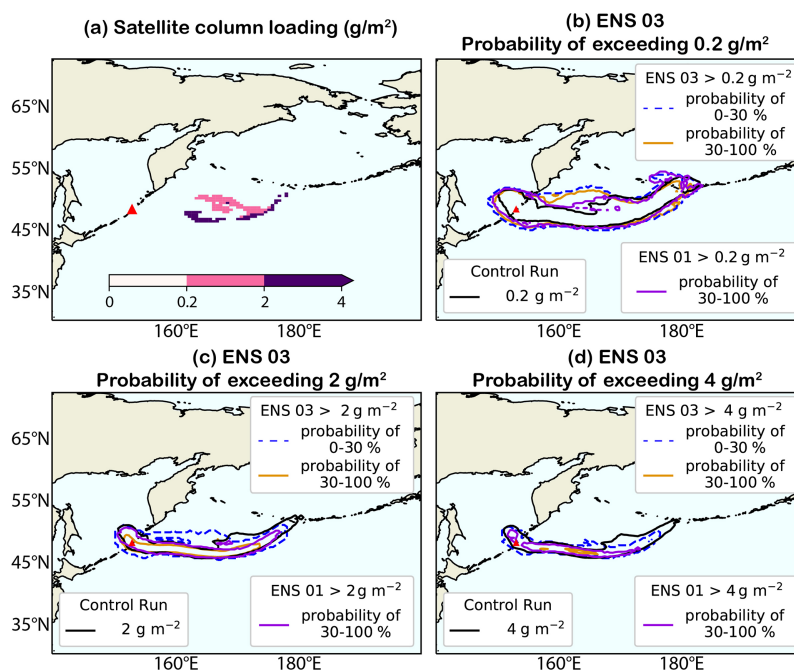 (a) Satellite column loading (g/m²)
65°N
55°N
45°N
35°N
0
0.2
2
4
160°E
180°E
(b) ENS 03
Probability of exceeding 0.2 g/m²
ENS 03 > 0.2 g m⁻²
probability of
0-30 %
probability of
30-100 %
Control Run
0.2 g m⁻²
ENS 01 > 0.2 g m⁻²
probability of
30-100 %
160°E
180°E
(c) ENS 03
Probability of exceeding 2 g/m²
65°N
55°N
45°N
35°N
ENS 03 > 2 g m⁻²
probability of
0-30 %
probability of
30-100 %
Control Run
2 g m⁻²
ENS 01 > 2 g m⁻²
probability of
30-100 %
160°E
180°E
(d) ENS 03
Probability of exceeding 4 g/m²
ENS 03 > 4 g m⁻²
probability of
0-30 %
probability of
30-100 %
Control Run
4 g m⁻²
ENS 01 > 4 g m⁻²
probability of
30-100 %
160°E
180°E